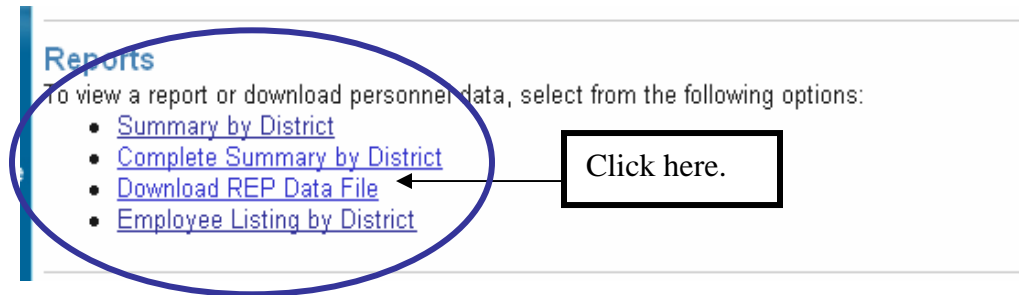 Reports
To view a report or download personnel data, select from the following options:
• Summary by District
• Complete Summary by District
• Download REP Data File
• Employee Listing by District
Click here.